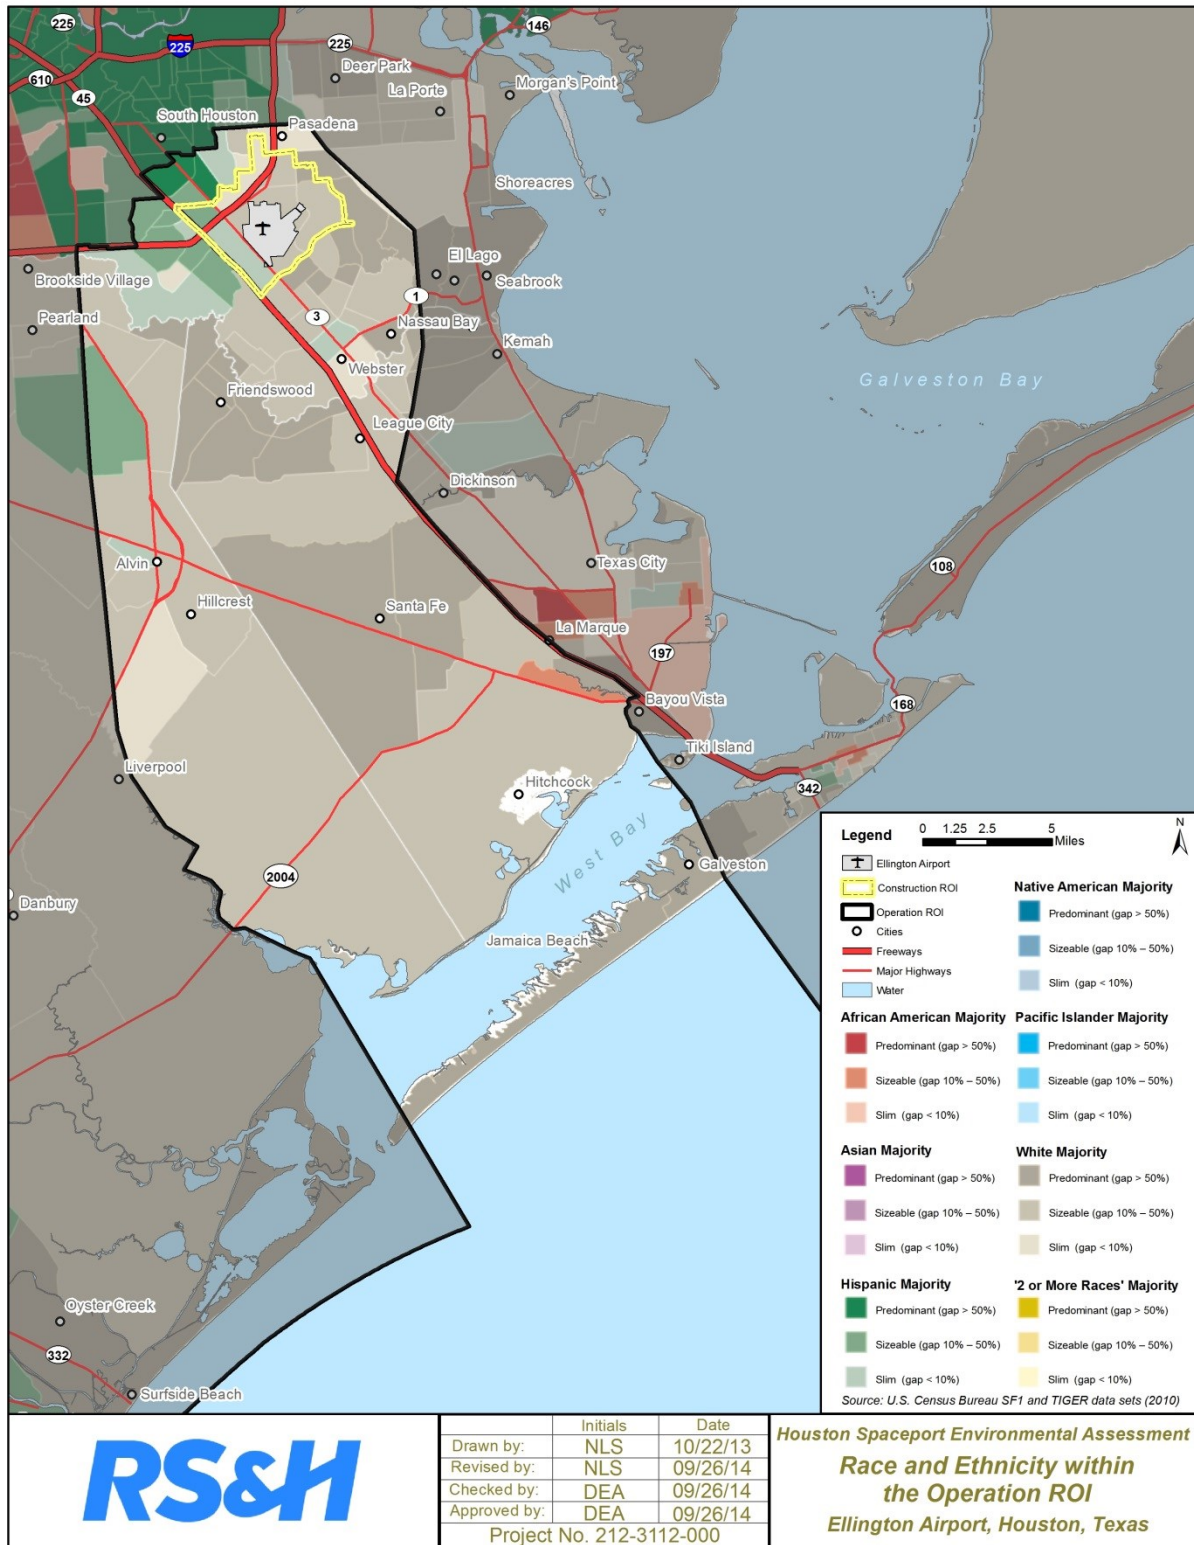 225
146
225
225
Deer Park
610
La Porte
Morgan's Point
45
South Houston
Pasadena
Shoreacres
El Lago
Brookside Village
Seabrook
1
3
Pearland
Nassau Bay
Kemah
Webster
Galveston Bay
Friendswood
League City
Dickinson
Alvin
Texas City
108
Hillcrest
Santa Fe
La Marque
197
Bayou Vista
168
Tiki Island
Liverpool
Hitchcock
342
West Bay
Galveston
2004
Danbury
Jamaica Beach
Oyster Creek
332
Surfside Beach
Legend
0 1.25 2.5 5
Miles
N
Ellington Airport
Construction ROI
Operation ROI
Cities
Freeways
Major Highways
Water
Native American Majority
Predominant (gap > 50%)
Sizeable (gap 10% – 50%)
Slim (gap < 10%)
African American Majority
Predominant (gap > 50%)
Sizeable (gap 10% – 50%)
Slim (gap < 10%)
Pacific Islander Majority
Predominant (gap > 50%)
Sizeable (gap 10% – 50%)
Slim (gap < 10%)
Asian Majority
Predominant (gap > 50%)
Sizeable (gap 10% – 50%)
Slim (gap < 10%)
White Majority
Predominant (gap > 50%)
Sizeable (gap 10% – 50%)
Slim (gap < 10%)
Hispanic Majority
Predominant (gap > 50%)
Sizeable (gap 10% – 50%)
Slim (gap < 10%)
'2 or More Races' Majority
Predominant (gap > 50%)
Sizeable (gap 10% – 50%)
Slim (gap < 10%)
Source: U.S. Census Bureau SF1 and TIGER data sets (2010)
RS&H
Initials Date
Drawn by: NLS 10/22/13
Revised by: NLS 09/26/14
Checked by: DEA 09/26/14
Approved by: DEA 09/26/14
Project No. 212-3112-000
Houston Spaceport Environmental Assessment
Race and Ethnicity within
the Operation ROI
Ellington Airport, Houston, Texas